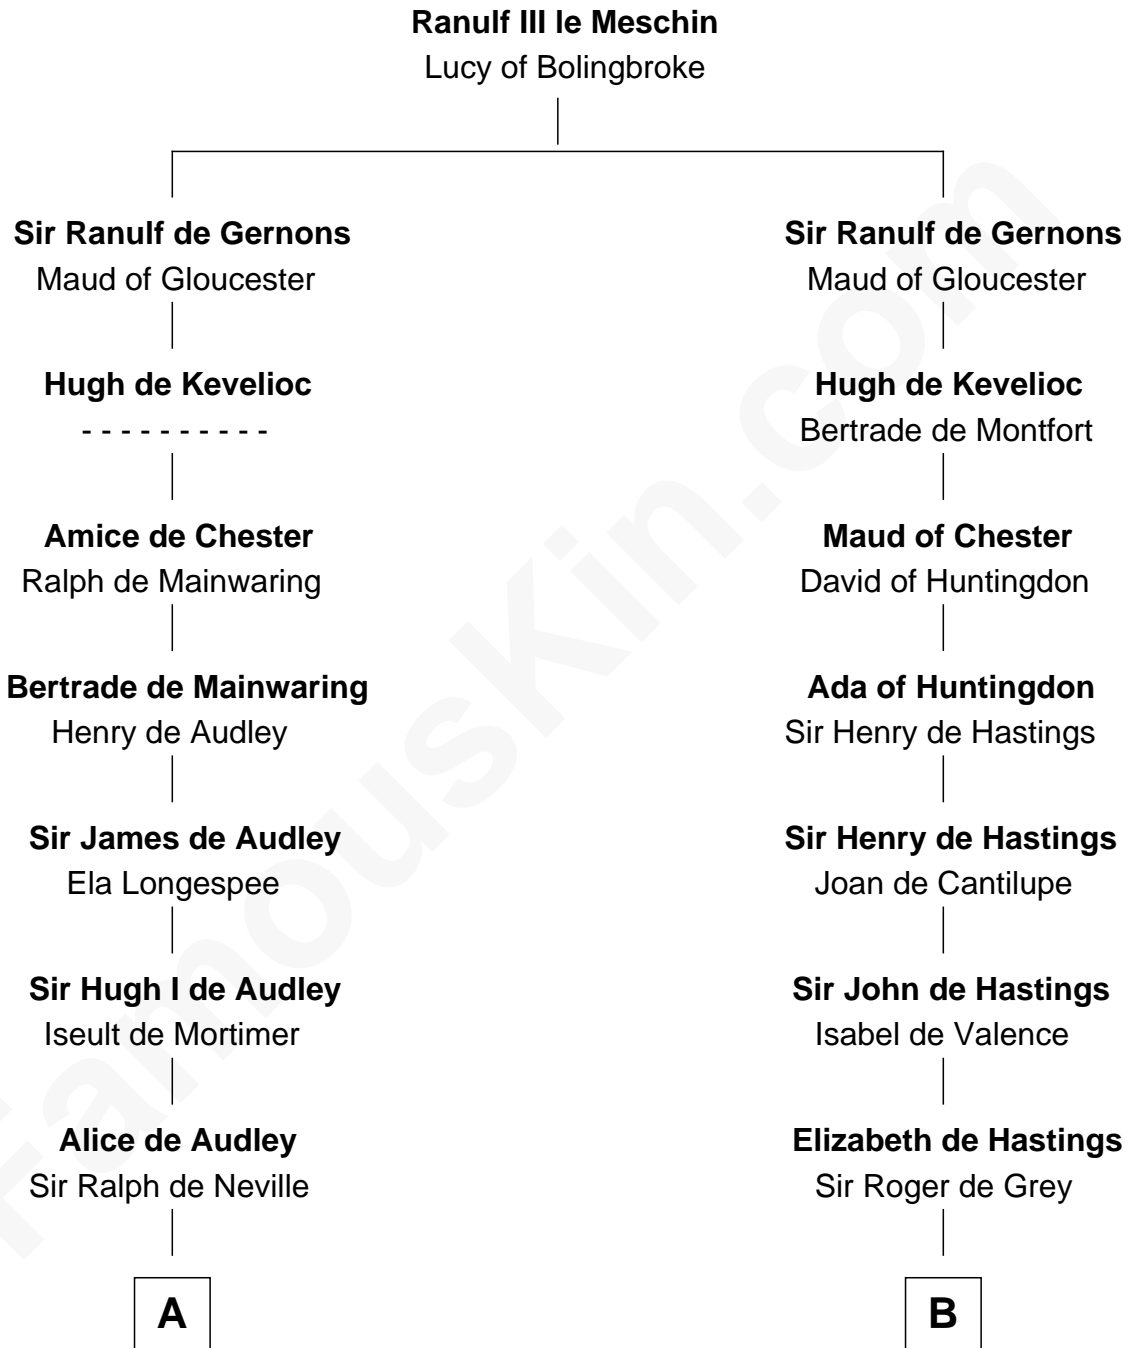 Ranulf III le Meschin
Lucy of Bolingbroke
Sir Ranulf de Gernons
Maud of Gloucester
Hugh de Kevelioc
- - - - - - - - - -
Amice de Chester
Ralph de Mainwaring
Bertrade de Mainwaring
Henry de Audley
Sir James de Audley
Ela Longespee
Sir Hugh I de Audley
Iseult de Mortimer
Alice de Audley
Sir Ralph de Neville
A
Sir Ranulf de Gernons
Maud of Gloucester
Hugh de Kevelioc
Bertrade de Montfort
Maud of Chester
David of Huntingdon
Ada of Huntingdon
Sir Henry de Hastings
Sir Henry de Hastings
Joan de Cantilupe
Sir John de Hastings
Isabel de Valence
Elizabeth de Hastings
Sir Roger de Grey
B
FamousKin.com